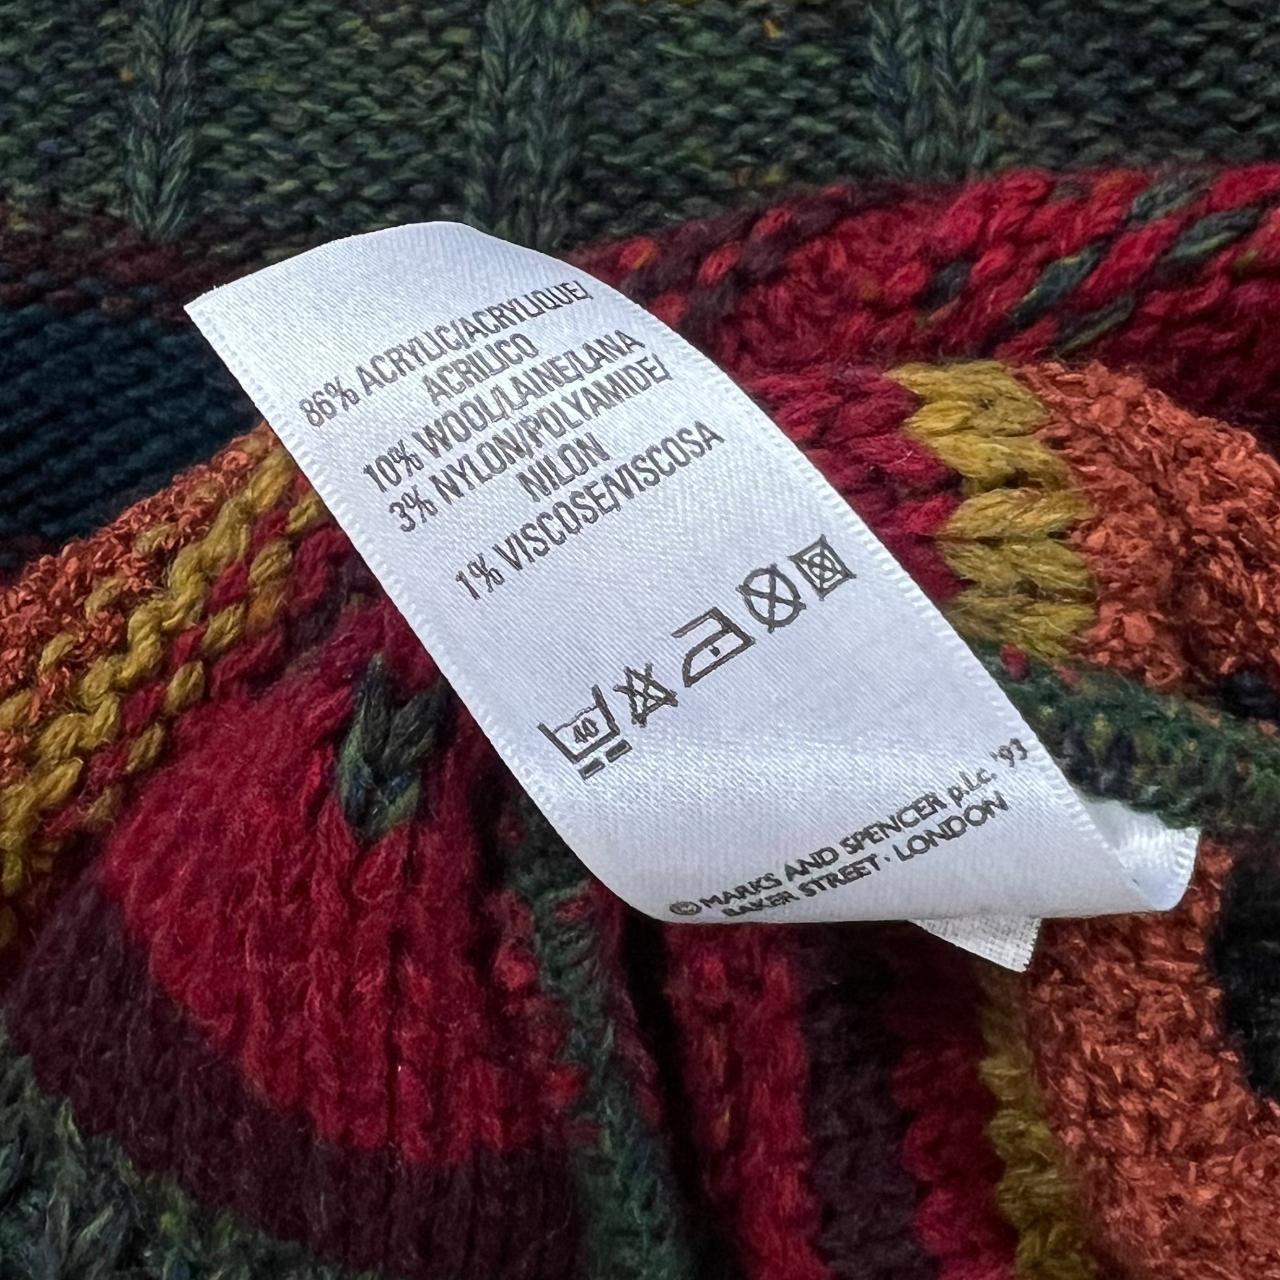 86% ACRYLIC/ACRYLIQUE/
ACRILICO
10% WOOL/LAINE/LANA
3% NYLON/POLYAMIDE/
NILON
1% VISCOSE/VISCOSA
40
© MARKS AND SPENCER p.l.c. '93
BAKER STREET · LONDON